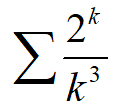 ∑ 2^k / k^3